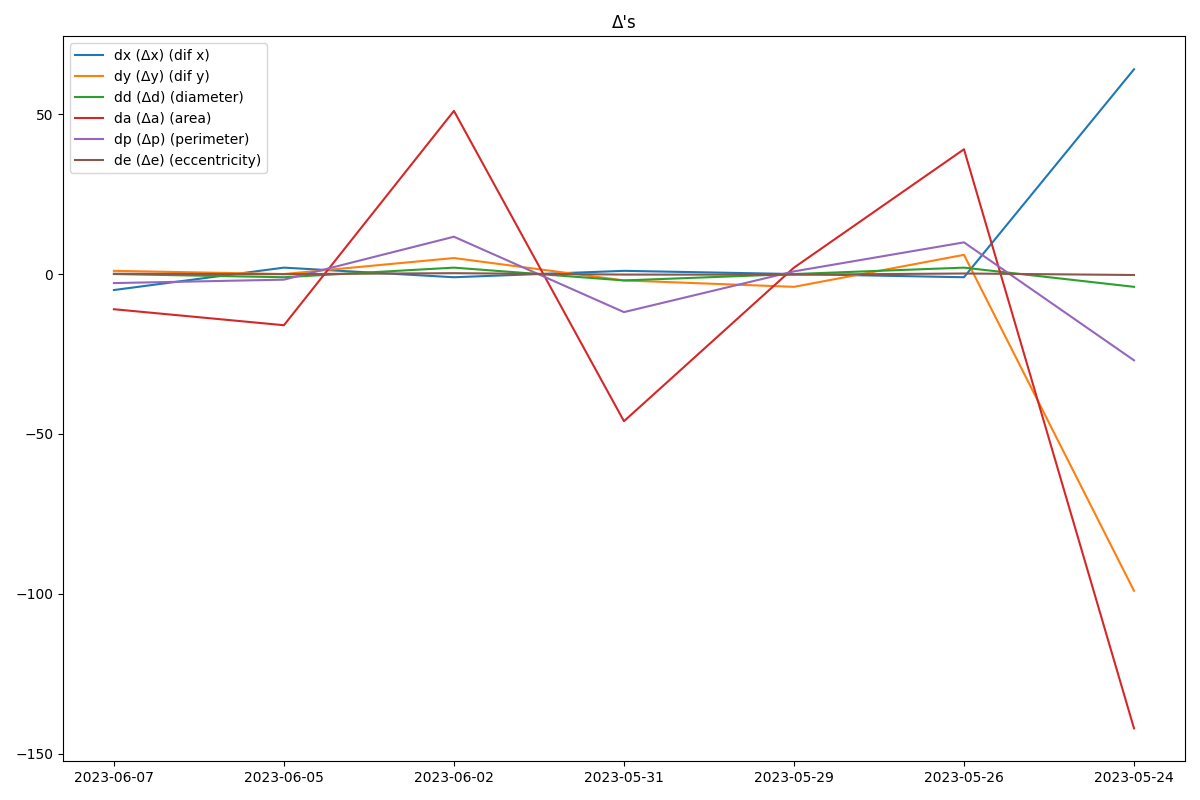 Δ's
dx (Δx) (dif x)
dy (Δy) (dif y)
dd (Δd) (diameter)
da (Δa) (area)
dp (Δp) (perimeter)
de (Δe) (eccentricity)
50
0
−50
−100
−150
2023-06-07 2023-06-05 2023-06-02 2023-05-31 2023-05-29 2023-05-26 2023-05-24